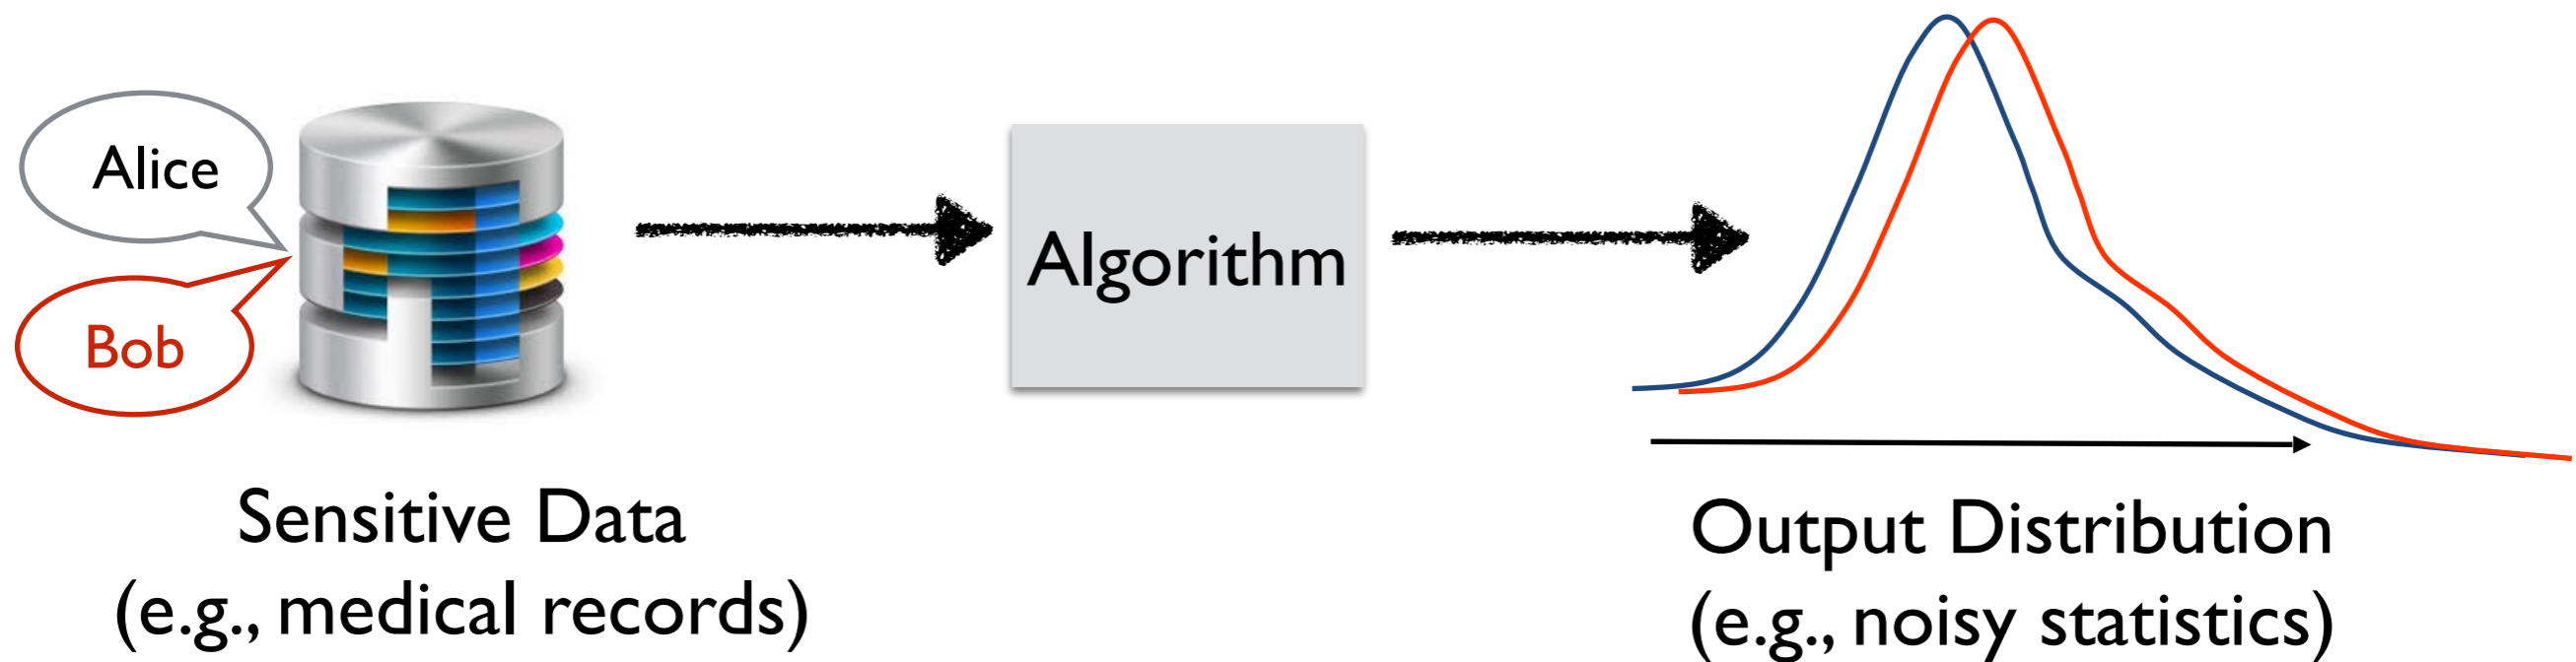 Alice
Bob
Algorithm
Sensitive Data
(e.g., medical records)
Output Distribution
(e.g., noisy statistics)